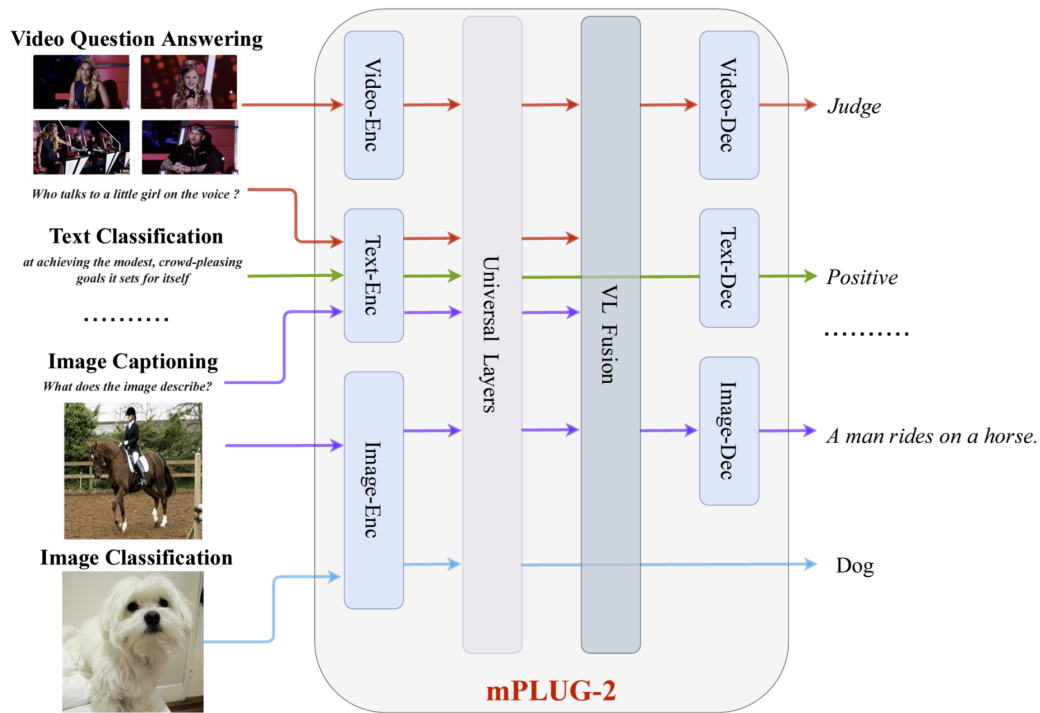 Video Question Answering
Who talks to a little girl on the voice ?
Text Classification
at achieving the modest, crowd-pleasing
goals it sets for itself
..........
Image Captioning
What does the image describe?
Image Classification
Video-Enc
Text-Enc
Image-Enc
Universal Layers
VL Fusion
Video-Dec
Text-Dec
Image-Dec
Judge
Positive
..........
A man rides on a horse.
Dog
mPLUG-2